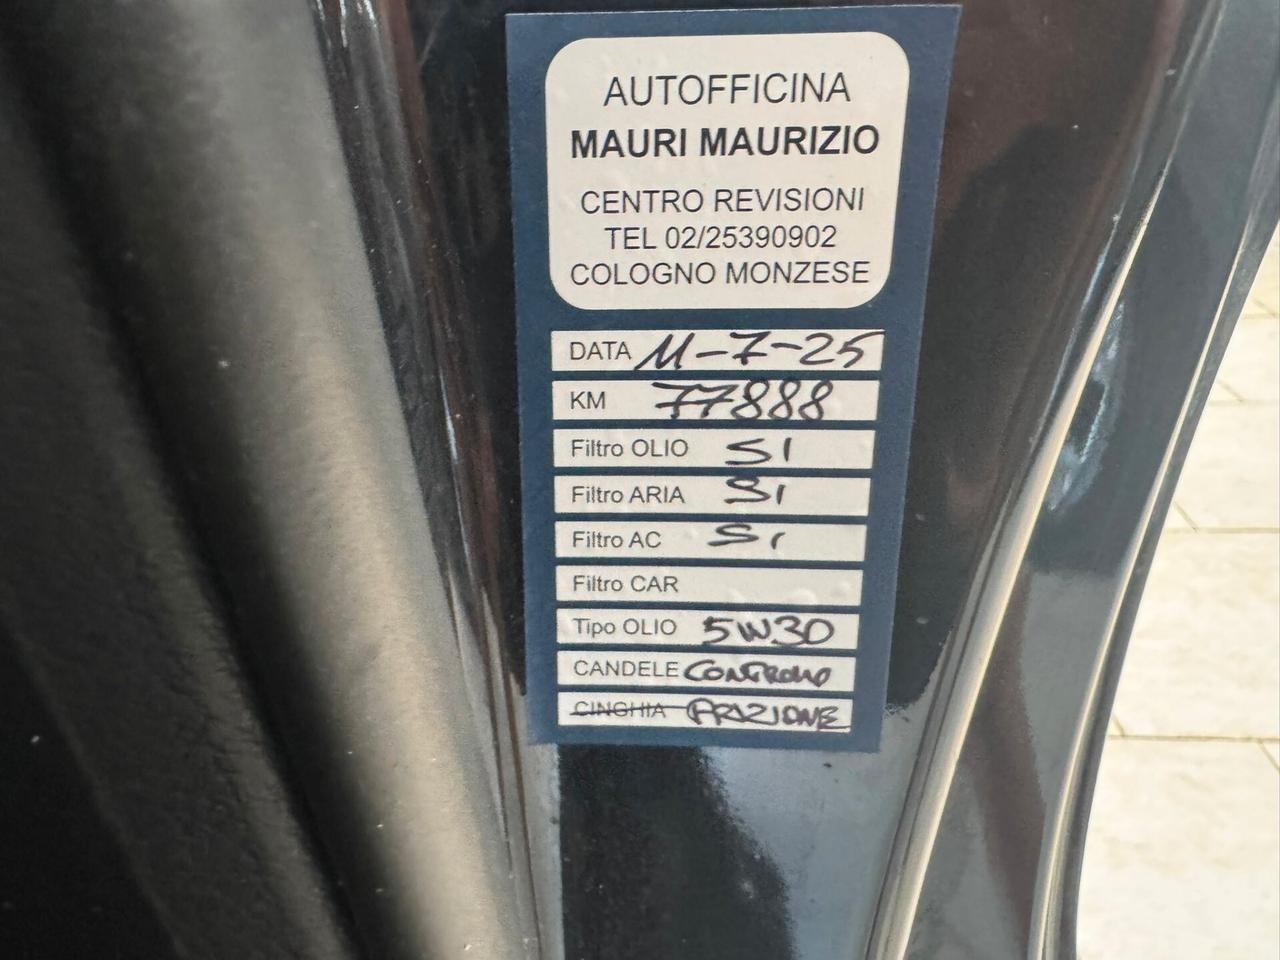 AUTOFFICINA
MAURI MAURIZIO
CENTRO REVISIONI
TEL 02/25390902
COLOGNO MONZESE
DATA 11-7-25
KM 77888
Filtro OLIO SI
Filtro ARIA SI
Filtro AC SI
Filtro CAR
Tipo OLIO 5W30
CANDELE CONTROLLO
CINGHIA